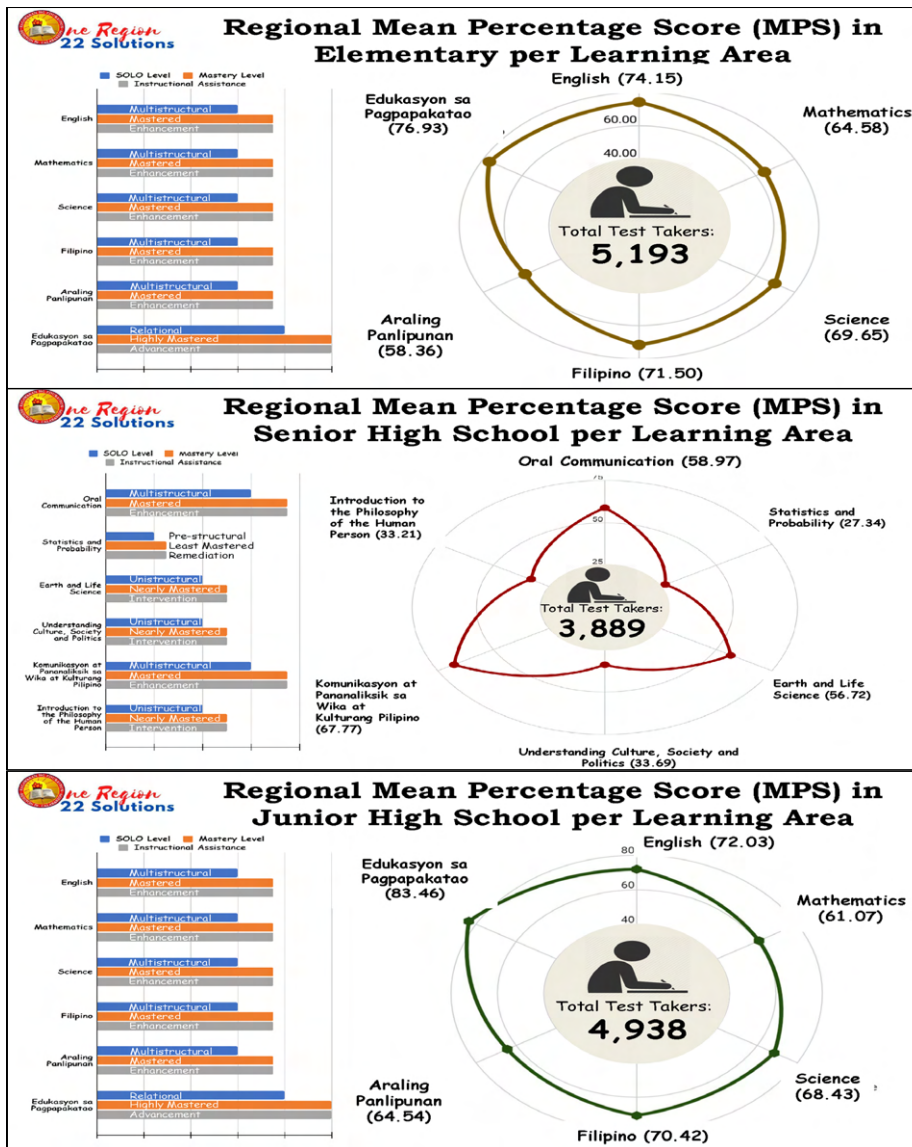 ne Region
22 Solutions
Regional Mean Percentage Score (MPS) in
Elementary per Learning Area
SOLO Level
Mastery Level
Instructional Assistance
English
Multistructural
Mastered
Enhancement
Mathematics
Multistructural
Mastered
Enhancement
Science
Multistructural
Mastered
Enhancement
Filipino
Multistructural
Mastered
Enhancement
Araling
Panlipunan
Multistructural
Mastered
Enhancement
Edukasyon sa
Pagpapakatao
Relational
Highly Mastered
Advancement
English (74.15)
Edukasyon sa
Pagpapakatao
(76.93)
Mathematics
(64.58)
60.00
40.00
Total Test Takers:
5,193
Araling
Panlipunan
(58.36)
Science
(69.65)
Filipino (71.50)
ne Region
22 Solutions
Regional Mean Percentage Score (MPS) in
Senior High School per Learning Area
SOLO Level
Mastery Level
Instructional Assistance
Oral
Communication
Multistructural
Mastered
Enhancement
Statistics and
Probability
Pre-structural
Least Mastered
Remediation
Earth and Life
Science
Unistructural
Nearly Mastered
Intervention
Understanding
Culture, Society
and Politics
Unistructural
Nearly Mastered
Intervention
Komunikasyon at
Pananaliksik sa
Wika at Kulturang
Pilipino
Multistructural
Mastered
Enhancement
Introduction to
the Philosophy
of the Human
Person
Unistructural
Nearly Mastered
Intervention
Oral Communication (58.97)
Introduction to
the Philosophy
of the Human
Person (33.21)
Statistics and
Probability (27.34)
75
50
25
Total Test Takers:
3,889
Komunikasyon at
Pananaliksik sa
Wika at
Kulturang Pilipino
(67.77)
Earth and Life
Science (56.72)
Understanding Culture, Society and
Politics (33.69)
ne Region
22 Solutions
Regional Mean Percentage Score (MPS) in
Junior High School per Learning Area
SOLO Level
Mastery Level
Instructional Assistance
English
Multistructural
Mastered
Enhancement
Mathematics
Multistructural
Mastered
Enhancement
Science
Multistructural
Mastered
Enhancement
Filipino
Multistructural
Mastered
Enhancement
Araling
Panlipunan
Multistructural
Mastered
Enhancement
Edukasyon sa
Pagpapakatao
Relational
Highly Mastered
Advancement
English (72.03)
Edukasyon sa
Pagpapakatao
(83.46)
Mathematics
(61.07)
80
60
40
Total Test Takers:
4,938
Araling
Panlipunan
(64.54)
Science
(68.43)
Filipino (70.42)